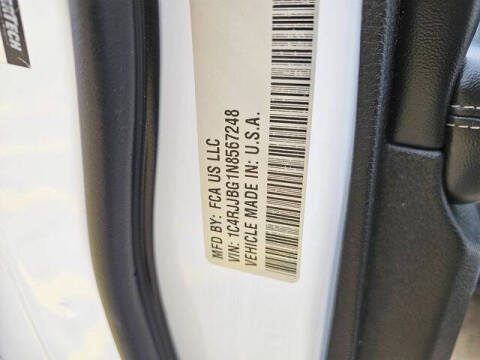 MFD BY: FCA US LLC
VIN: 1C4RJJBG1N8567248
VEHICLE MADE IN: U.S.A.